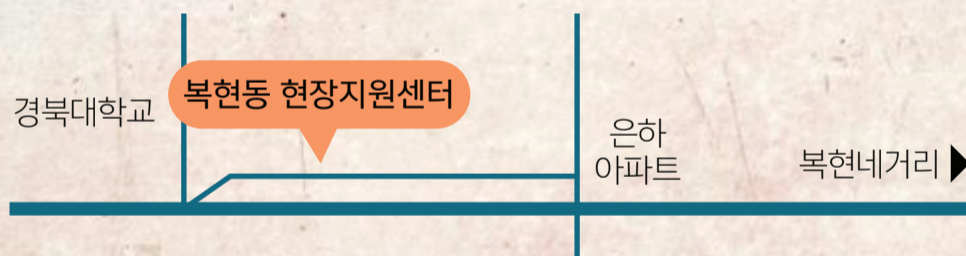 경북대학교
복현동 현장지원센터
은하
아파트
복현네거리